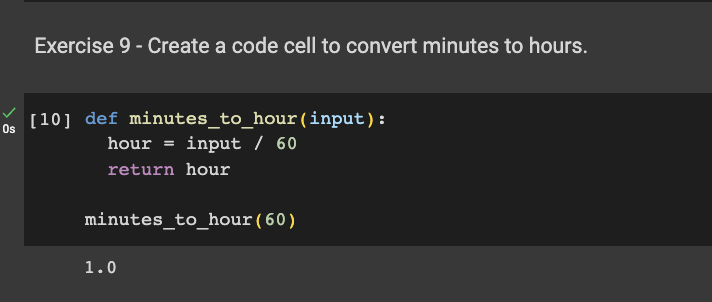 Exercise 9 - Create a code cell to convert minutes to hours.
0s
[10] def minutes_to_hour(input):
  hour = input / 60
  return hour
minutes_to_hour(60)
1.0